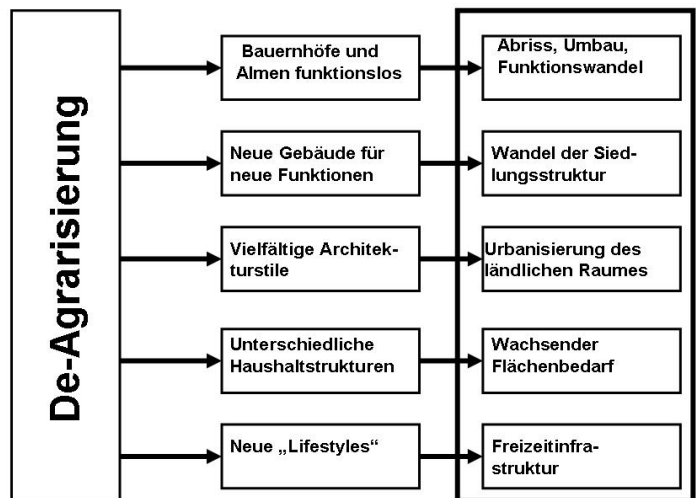 De-Agrarisierung
Bauernhöfe und
Almen funktionslos
Abriss, Umbau,
Funktionswandel
Neue Gebäude für
neue Funktionen
Wandel der Sied-
lungsstruktur
Vielfältige Architek-
turstile
Urbanisierung des
ländlichen Raumes
Unterschiedliche
Haushaltstrukturen
Wachsender
Flächenbedarf
Neue „Lifestyles“
Freizeitinfra-
struktur